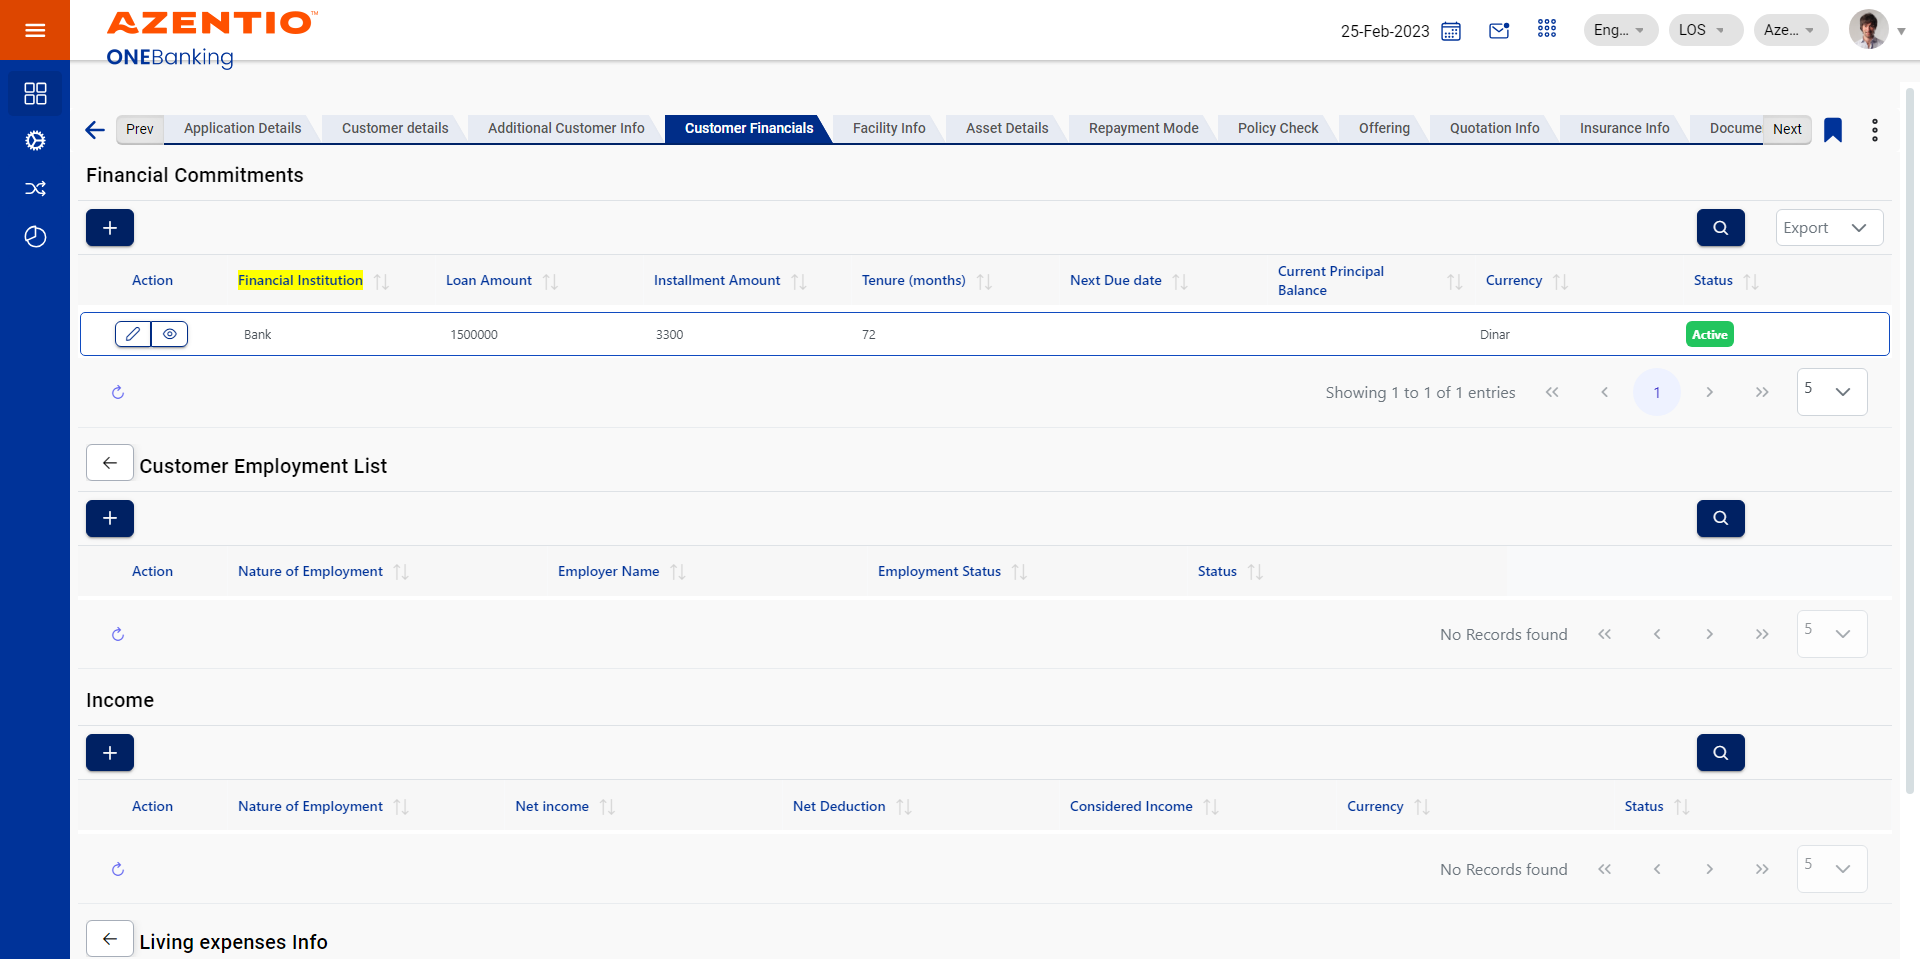 AZENTIO™
ONEBanking
25-Feb-2023
Eng...
LOS
Aze...
Prev
Application Details
Customer details
Additional Customer Info
Customer Financials
Facility Info
Asset Details
Repayment Mode
Policy Check
Offering
Quotation Info
Insurance Info
Docume
Next
Financial Commitments
Export
Action Financial Institution Loan Amount Installment Amount Tenure (months) Next Due date Current Principal Balance Currency Status
Bank 1500000 3300 72 Dinar Active
Showing 1 to 1 of 1 entries 1 5
Customer Employment List
Action Nature of Employment Employer Name Employment Status Status
No Records found 5
Income
Action Nature of Employment Net income Net Deduction Considered Income Currency Status
No Records found 5
Living expenses Info